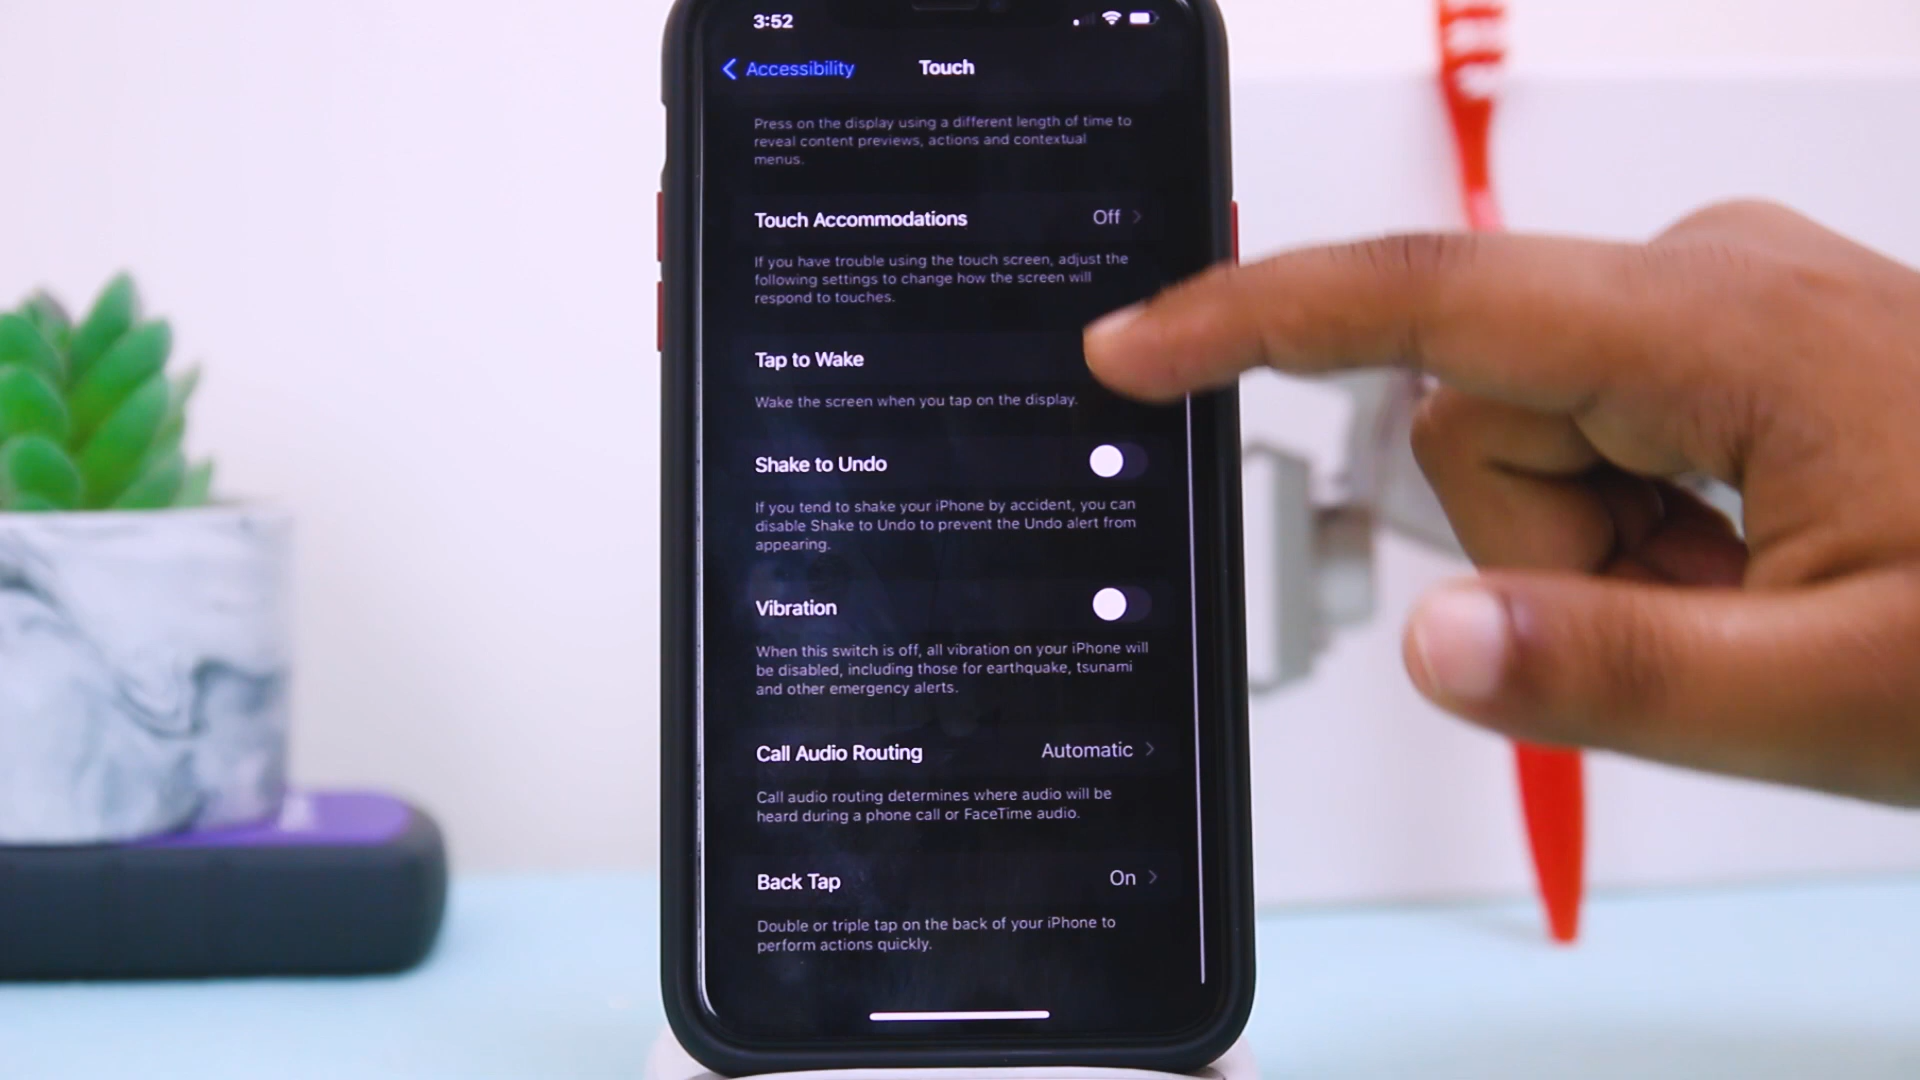 3:52
Accessibility
Touch
Press on the display using a different length of time to
reveal content previews, actions and contextual
menus.
Touch Accommodations Off
If you have trouble using the touch screen, adjust the
following settings to change how the screen will
respond to touches.
Tap to Wake
Wake the screen when you tap on the display.
Shake to Undo
If you tend to shake your iPhone by accident, you can
disable Shake to Undo to prevent the Undo alert from
appearing.
Vibration
When this switch is off, all vibration on your iPhone will
be disabled, including those for earthquake, tsunami
and other emergency alerts.
Call Audio Routing Automatic
Call audio routing determines where audio will be
heard during a phone call or FaceTime audio.
Back Tap On
Double or triple tap on the back of your iPhone to
perform actions quickly.